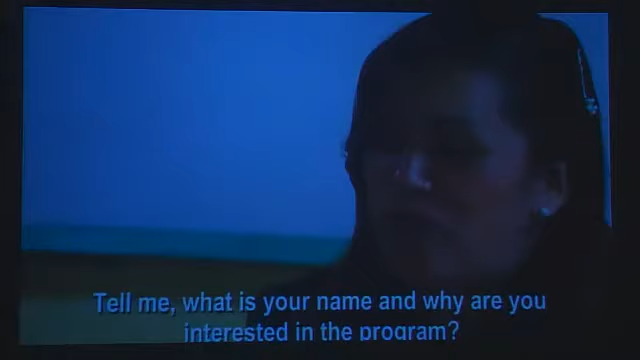 Tell me, what is your name and why are you
interested in the program?